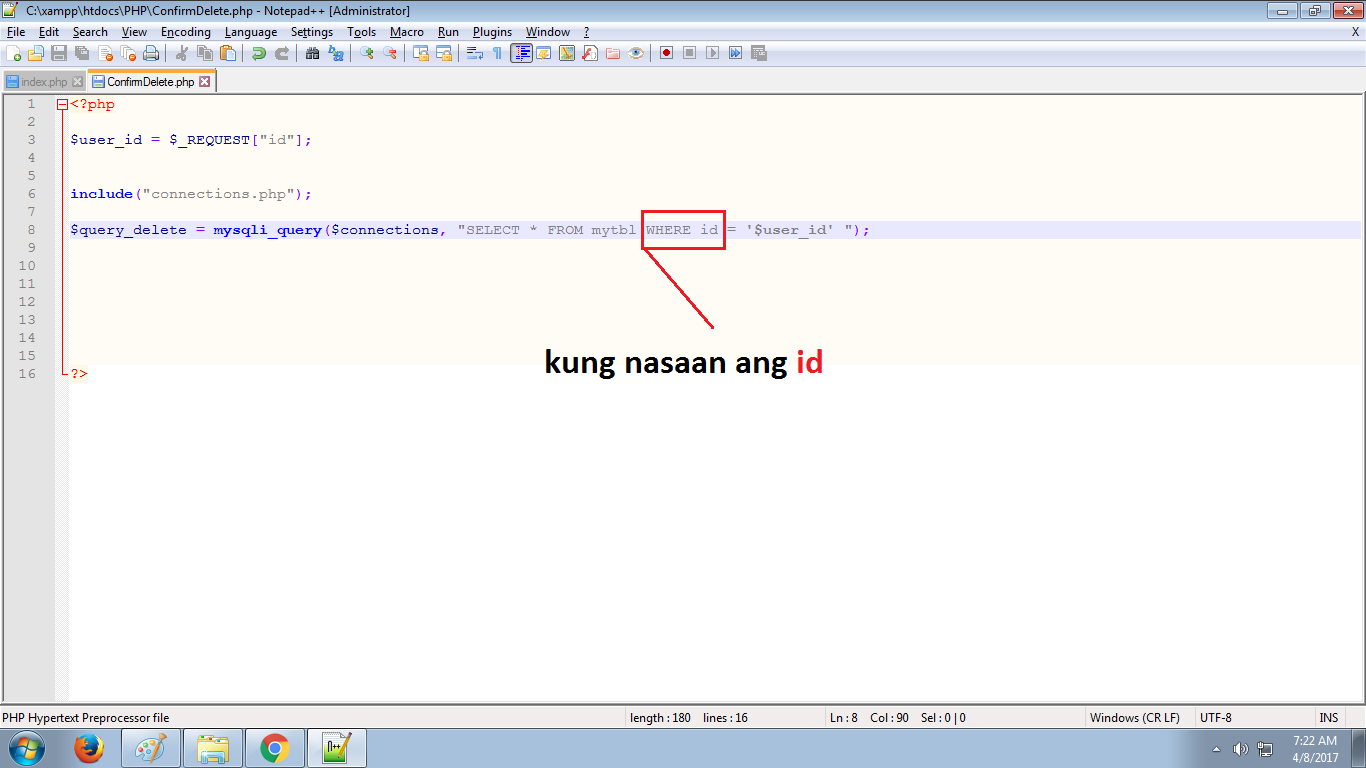 C:\xampp\htdocs\PHP\ConfirmDelete.php - Notepad++ [Administrator]
File Edit Search View Encoding Language Settings Tools Macro Run Plugins Window ? X
index.php ConfirmDelete.php
1 <?php
2
3 $user_id = $_REQUEST["id"];
4
5
6 include("connections.php");
7
8 $query_delete = mysqli_query($connections, "SELECT * FROM mytbl WHERE id = '$user_id' ");
9
10
11
12
13
14
15
16 ?>
kung nasaan ang id
PHP Hypertext Preprocessor file length : 180 lines : 16 Ln : 8 Col : 90 Sel : 0 | 0 Windows (CR LF) UTF-8 INS
7:22 AM
4/8/2017